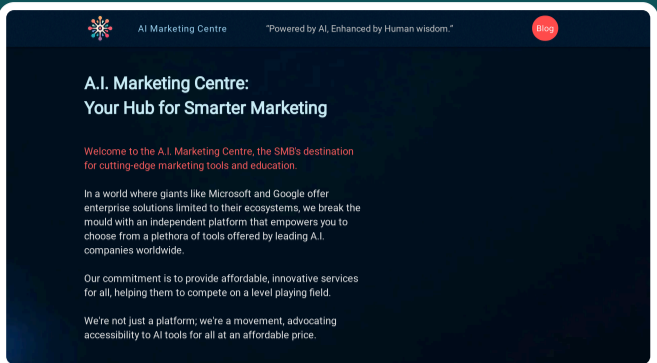 AI Marketing Centre
“Powered by AI, Enhanced by Human wisdom.”
Blog
A.I. Marketing Centre:
Your Hub for Smarter Marketing
Welcome to the A.I. Marketing Centre, the SMB's destination
for cutting-edge marketing tools and education.
In a world where giants like Microsoft and Google offer
enterprise solutions limited to their ecosystems, we break the
mould with an independent platform that empowers you to
choose from a plethora of tools offered by leading A.I.
companies worldwide.
Our commitment is to provide affordable, innovative services
for all, helping them to compete on a level playing field.
We're not just a platform; we're a movement, advocating
accessibility to AI tools for all at an affordable price.